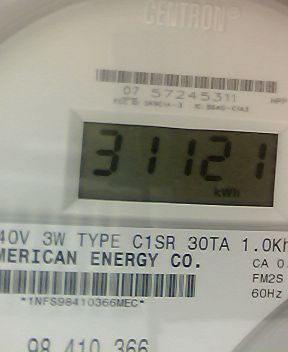 CENTRON®
07 57245311
31121
kWh
40V 3W TYPE C1SR 30TA 1.0Kh
MERICAN ENERGY CO.
CA 0.
FM2S
60Hz
*1NFS98410366MEC*
98 410 366